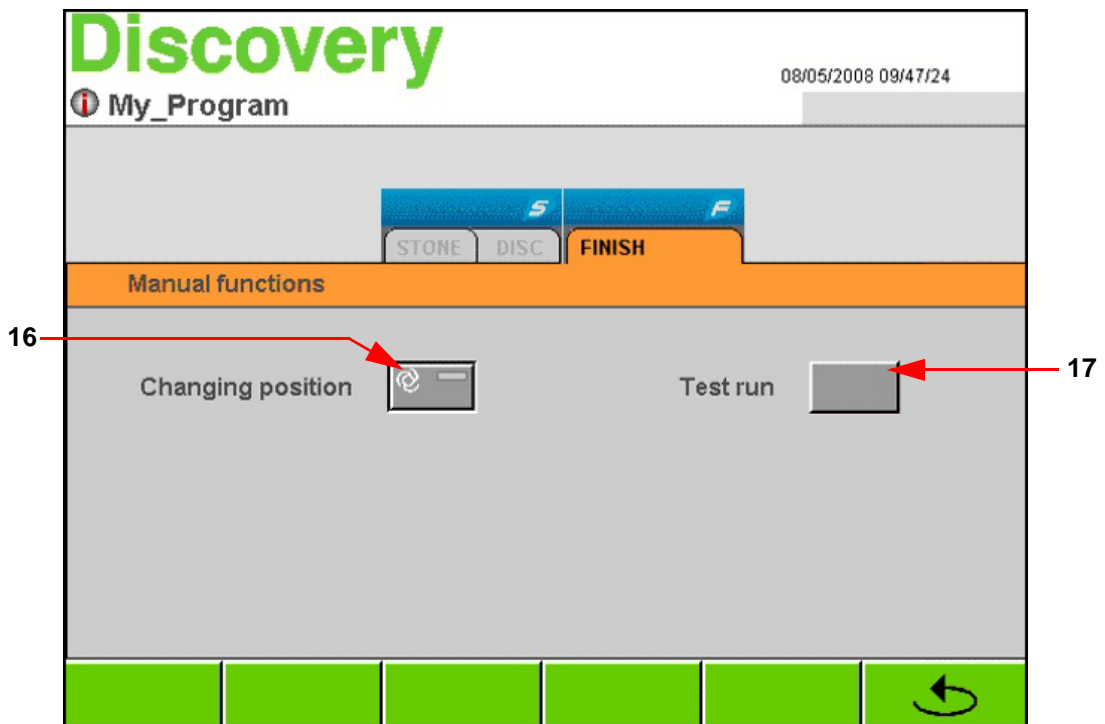 Discovery
08/05/2008 09/47/24
i My_Program
S F
STONE DISC FINISH
Manual functions
16
Changing position Test run 17